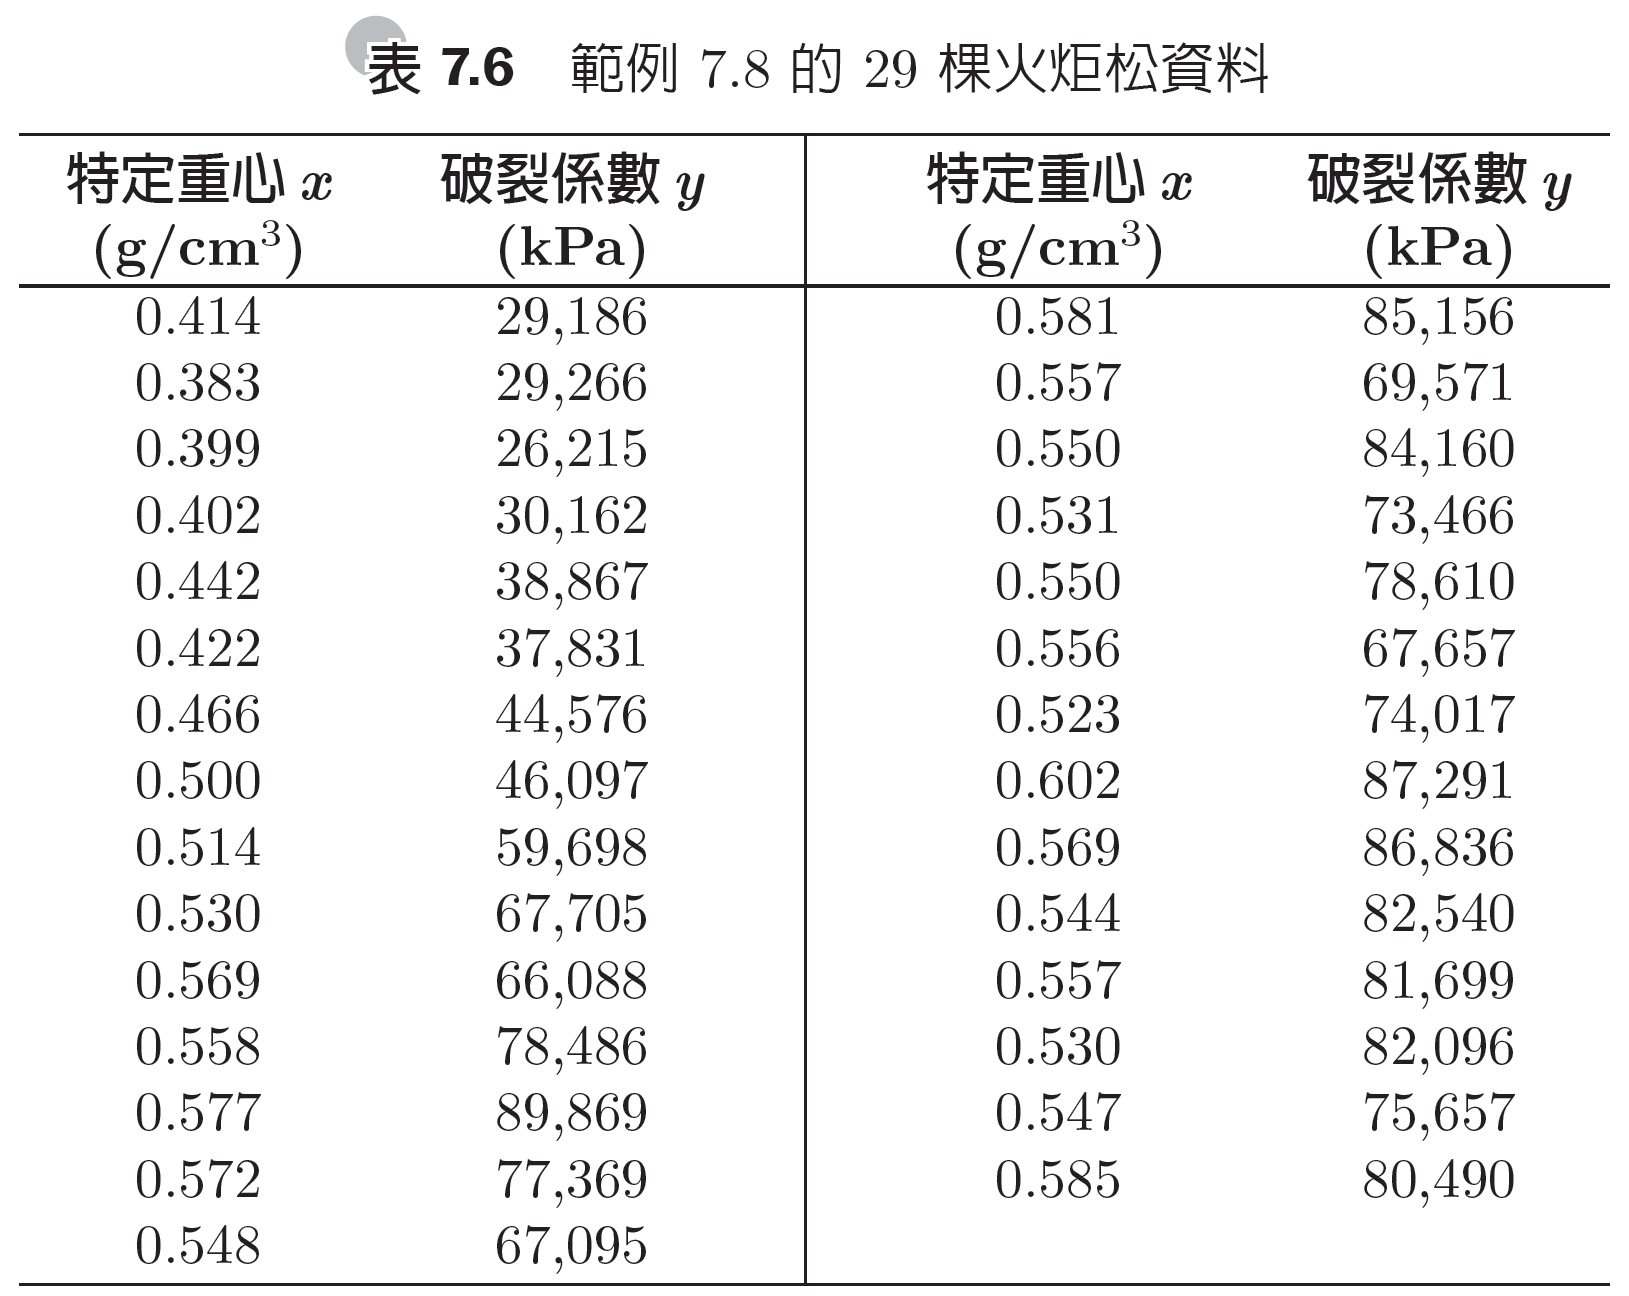 表 7.6 範例 7.8 的 29 棵火炬松資料
特定重心 x 破裂係數 y 特定重心 x 破裂係數 y
(g/cm³) (kPa) (g/cm³) (kPa)
0.414 29,186 0.581 85,156
0.383 29,266 0.557 69,571
0.399 26,215 0.550 84,160
0.402 30,162 0.531 73,466
0.442 38,867 0.550 78,610
0.422 37,831 0.556 67,657
0.466 44,576 0.523 74,017
0.500 46,097 0.602 87,291
0.514 59,698 0.569 86,836
0.530 67,705 0.544 82,540
0.569 66,088 0.557 81,699
0.558 78,486 0.530 82,096
0.577 89,869 0.547 75,657
0.572 77,369 0.585 80,490
0.548 67,095